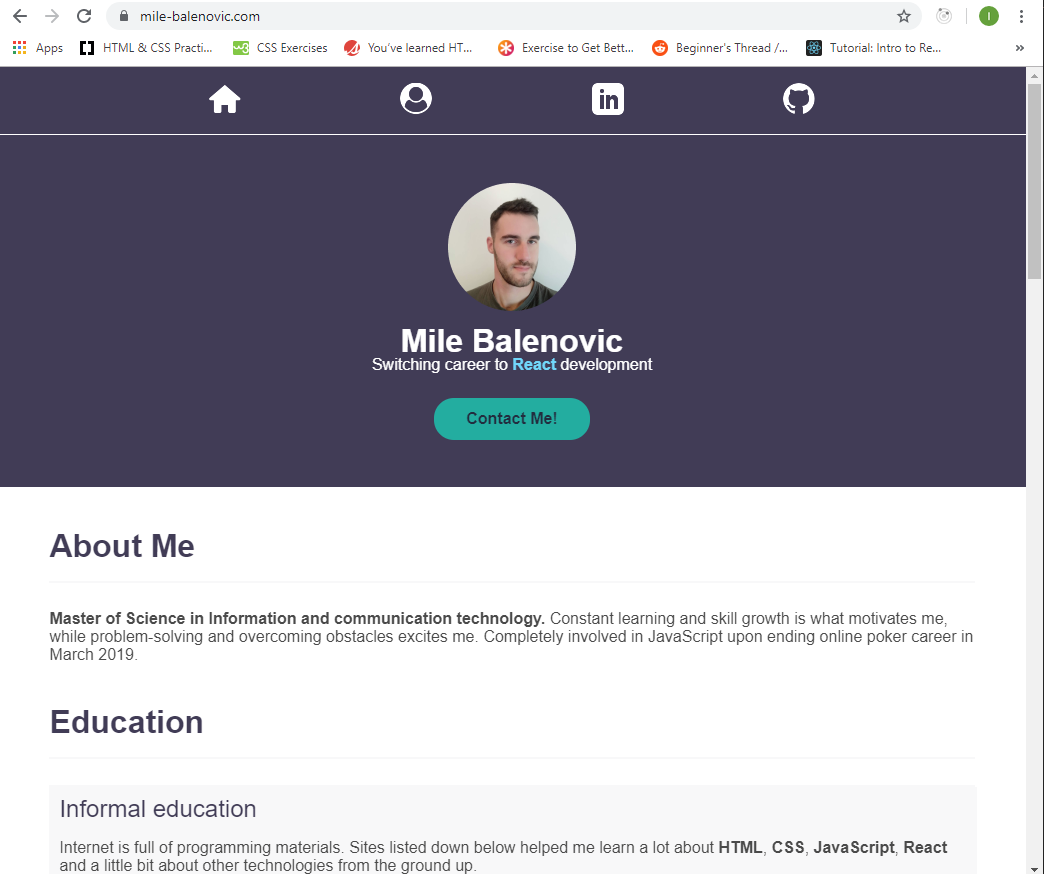 mile-balenovic.com
I
Apps
HTML & CSS Practi...
CSS Exercises
You've learned HT...
Exercise to Get Bett...
Beginner's Thread /...
Tutorial: Intro to Re...
»
in
Mile Balenovic
Switching career to React development
Contact Me!
About Me
Master of Science in Information and communication technology. Constant learning and skill growth is what motivates me,
while problem-solving and overcoming obstacles excites me. Completely involved in JavaScript upon ending online poker career in
March 2019.
Education
Informal education
Internet is full of programming materials. Sites listed down below helped me learn a lot about HTML, CSS, JavaScript, React
and a little bit about other technologies from the ground up.